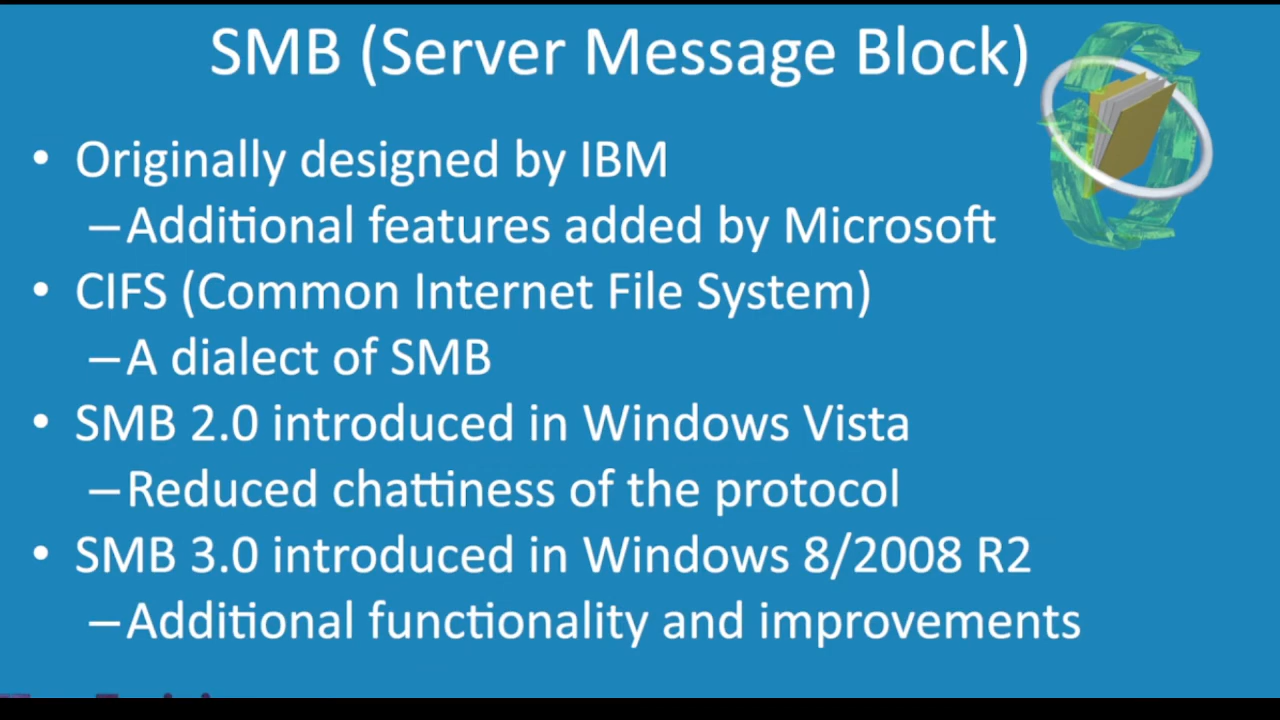 SMB (Server Message Block)
• Originally designed by IBM
–Additional features added by Microsoft
• CIFS (Common Internet File System)
–A dialect of SMB
• SMB 2.0 introduced in Windows Vista
–Reduced chattiness of the protocol
• SMB 3.0 introduced in Windows 8/2008 R2
–Additional functionality and improvements